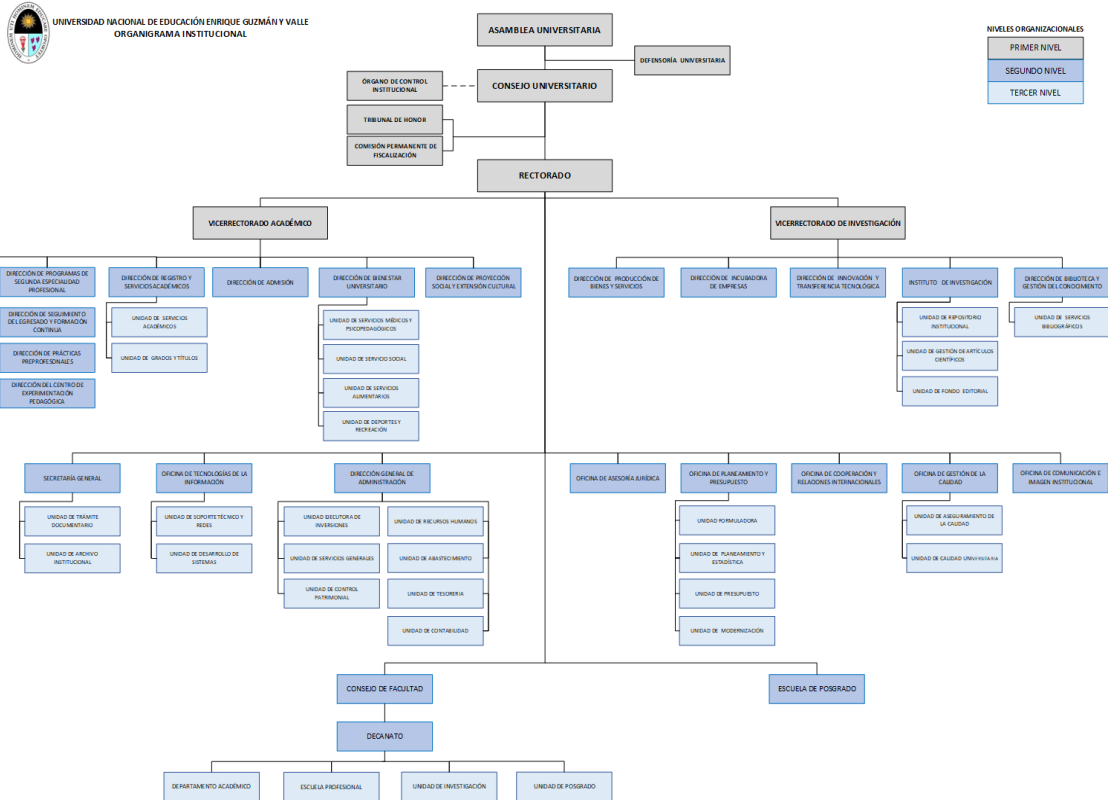 UNIVERSIDAD NACIONAL DE EDUCACIÓN ENRIQUE GUZMÁN Y VALLE
ORGANIGRAMA INSTITUCIONAL
NIVELES ORGANIZACIONALES
PRIMER NIVEL
SEGUNDO NIVEL
TERCER NIVEL
ASAMBLEA UNIVERSITARIA
DEFENSORÍA UNIVERSITARIA
ÓRGANO DE CONTROL
INSTITUCIONAL
CONSEJO UNIVERSITARIO
TRIBUNAL DE HONOR
COMISIÓN PERMANENTE DE
FISCALIZACIÓN
RECTORADO
VICERRECTORADO ACADÉMICO
VICERRECTORADO DE INVESTIGACIÓN
DIRECCIÓN DE PROGRAMAS DE
SEGUNDA ESPECIALIDAD
PROFESIONAL
DIRECCIÓN DE SEGUIMIENTO
DEL EGRESADO Y FORMACIÓN
CONTINUA
DIRECCIÓN DE PRÁCTICAS
PREPROFESONALES
DIRECCIÓN DEL CENTRO DE
EXPERIMENTACIÓN
PEDAGÓGICA
DIRECCIÓN DE REGISTRO Y
SERVICIOS ACADÉMICOS
UNIDAD DE SERVICIOS
ACADÉMICOS
UNIDAD DE GRADOS Y TÍTULOS
DIRECCIÓN DE ADMISIÓN
DIRECCIÓN DE BIENESTAR
UNIVERSITARIO
UNIDAD DE SERVICIOS MÉDICOS Y
PSICOPEDAGÓGICOS
UNIDAD DE SERVICIO SOCIAL
UNIDAD DE SERVICIOS
ALIMENTARIOS
UNIDAD DE DEPORTES Y
RECREACIÓN
DIRECCIÓN DE PROYECCIÓN
SOCIAL Y EXTENSIÓN CULTURAL
DIRECCIÓN DE PRODUCCIÓN DE
BIENES Y SERVICIOS
DIRECCIÓN DE INCUBADORA
DE EMPRESAS
DIRECCIÓN DE INNOVACIÓN Y
TRANSFERENCIA TECNOLÓGICA
INSTITUTO DE INVESTIGACIÓN
UNIDAD DE REPOSITORIO
INSTITUCIONAL
UNIDAD DE GESTIÓN DE ARTÍCULOS
CIENTÍFICOS
UNIDAD DE FONDO EDITORIAL
DIRECCIÓN DE BIBLIOTECA Y
GESTIÓN DEL CONOCIMIENTO
UNIDAD DE SERVICIOS
BIBLIOGRÁFICOS
SECRETARÍA GENERAL
UNIDAD DE TRÁMITE
DOCUMENTARIO
UNIDAD DE ARCHIVO
INSTITUCIONAL
OFICINA DE TECNOLOGÍAS DE LA
INFORMACIÓN
UNIDAD DE SOPORTE TÉCNICO Y
REDES
UNIDAD DE DESARROLLO DE
SISTEMAS
DIRECCIÓN GENERAL DE
ADMINISTRACIÓN
UNIDAD EJECUTORA DE
INVERSIONES
UNIDAD DE SERVICIOS GENERALES
UNIDAD DE CONTROL
PATRIMONIAL
UNIDAD DE RECURSOS HUMANOS
UNIDAD DE ABASTECIMIENTO
UNIDAD DE TESORERIA
UNIDAD DE CONTABILIDAD
OFICINA DE ASESORÍA JURÍDICA
OFICINA DE PLANEAMIENTO Y
PRESUPUESTO
UNIDAD FORMULADORA
UNIDAD DE PLANEAMIENTO Y
ESTADÍSTICA
UNIDAD DE PRESUPUESTO
UNIDAD DE MODERNIZACIÓN
OFICINA DE COOPERACIÓN Y
RELACIONES INTERNACIONALES
OFICINA DE GESTIÓN DE LA
CALIDAD
UNIDAD DE ASEGURAMIENTO DE
LA CALIDAD
UNIDAD DE CALIDAD UNIVERSITARIA
OFICINA DE COMUNICACIÓN E
IMAGEN INSTITUCIONAL
CONSEJO DE FACULTAD
ESCUELA DE POSGRADO
DECANATO
DEPARTAMENTO ACADÉMICO
ESCUELA PROFESIONAL
UNIDAD DE INVESTIGACIÓN
UNIDAD DE POSGRADO